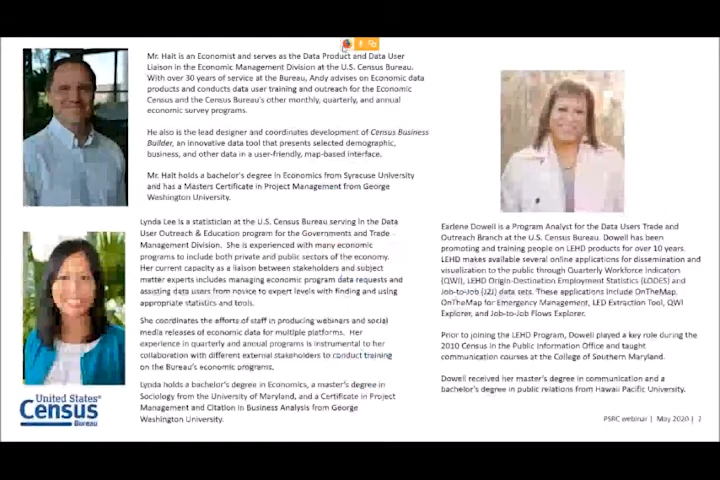 Mr. Hait is an Economist and serves as the Data Product and Data User
Liaison in the Economic Management Division at the U.S. Census Bureau.
With over 30 years of service at the Bureau, Andy advises on Economic data
products and conducts data user training and outreach for the Economic
Census and the Census Bureau's other monthly, quarterly, and annual
economic survey programs.
He also is the lead designer and coordinates development of Census Business
Builder, an innovative data tool that presents selected demographic,
business, and other data in a user-friendly, map-based interface.
Mr. Hait holds a bachelor's degree in Economics from Syracuse University
and has a Masters Certificate in Project Management from George
Washington University.
Lynda Lee is a statistician at the U.S. Census Bureau serving in the Data
User Outreach & Education program for the Governments and Trade
Management Division. She is experienced with many economic
programs to include both private and public sectors of the economy.
Her current capacity as a liaison between stakeholders and subject
matter experts includes managing economic program data requests and
assisting data users from novice to expert levels with finding and using
appropriate statistics and tools.
She coordinates the efforts of staff in producing webinars and social
media releases of economic data for multiple platforms. Her
experience in quarterly and annual programs is instrumental to her
collaboration with different external stakeholders to conduct training
on the Bureau's economic programs.
Lynda holds a bachelor's degree in Economics, a master's degree in
Sociology from the University of Maryland, and a Certificate in Project
Management and Citation in Business Analysis from George
Washington University.
Earlene Dowell is a Program Analyst for the Data Users Trade and
Outreach Branch at the U.S. Census Bureau. Dowell has been
promoting and training people on LEHD products for over 10 years.
LEHD makes available several online applications for dissemination and
visualization to the public through Quarterly Workforce Indicators
(QWI), LEHD Origin-Destination Employment Statistics (LODES) and
Job-to-Job (J2J) data sets. These applications include OnTheMap,
OnTheMap for Emergency Management, LED Extraction Tool, QWI
Explorer, and Job-to-Job Flows Explorer.
Prior to joining the LEHD Program, Dowell played a key role during the
2010 Census in the Public Information Office and taught
communication courses at the College of Southern Maryland.
Dowell received her master's degree in communication and a
bachelor's degree in public relations from Hawaii Pacific University.
United States®
Census
Bureau
PSRC webinar | May 2020 | 2